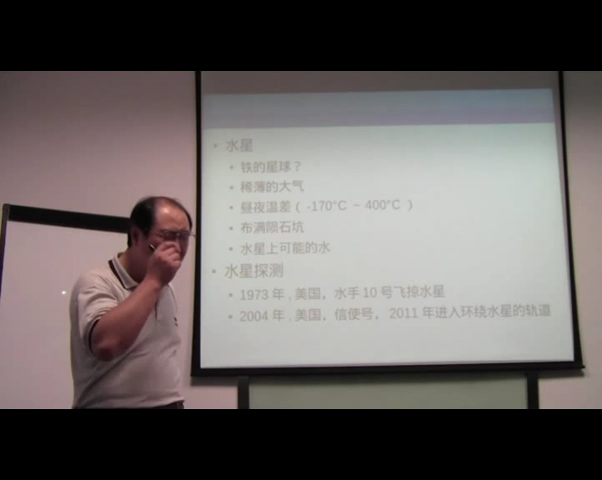 水星
铁的星球？
稀薄的大气
昼夜温差（ -170°C － 400°C ）
布满陨石坑
水星上可能的水
水星探测
1973 年 , 美国，水手 10 号飞掠水星
2004 年 , 美国，信使号， 2011 年进入环绕水星的轨道